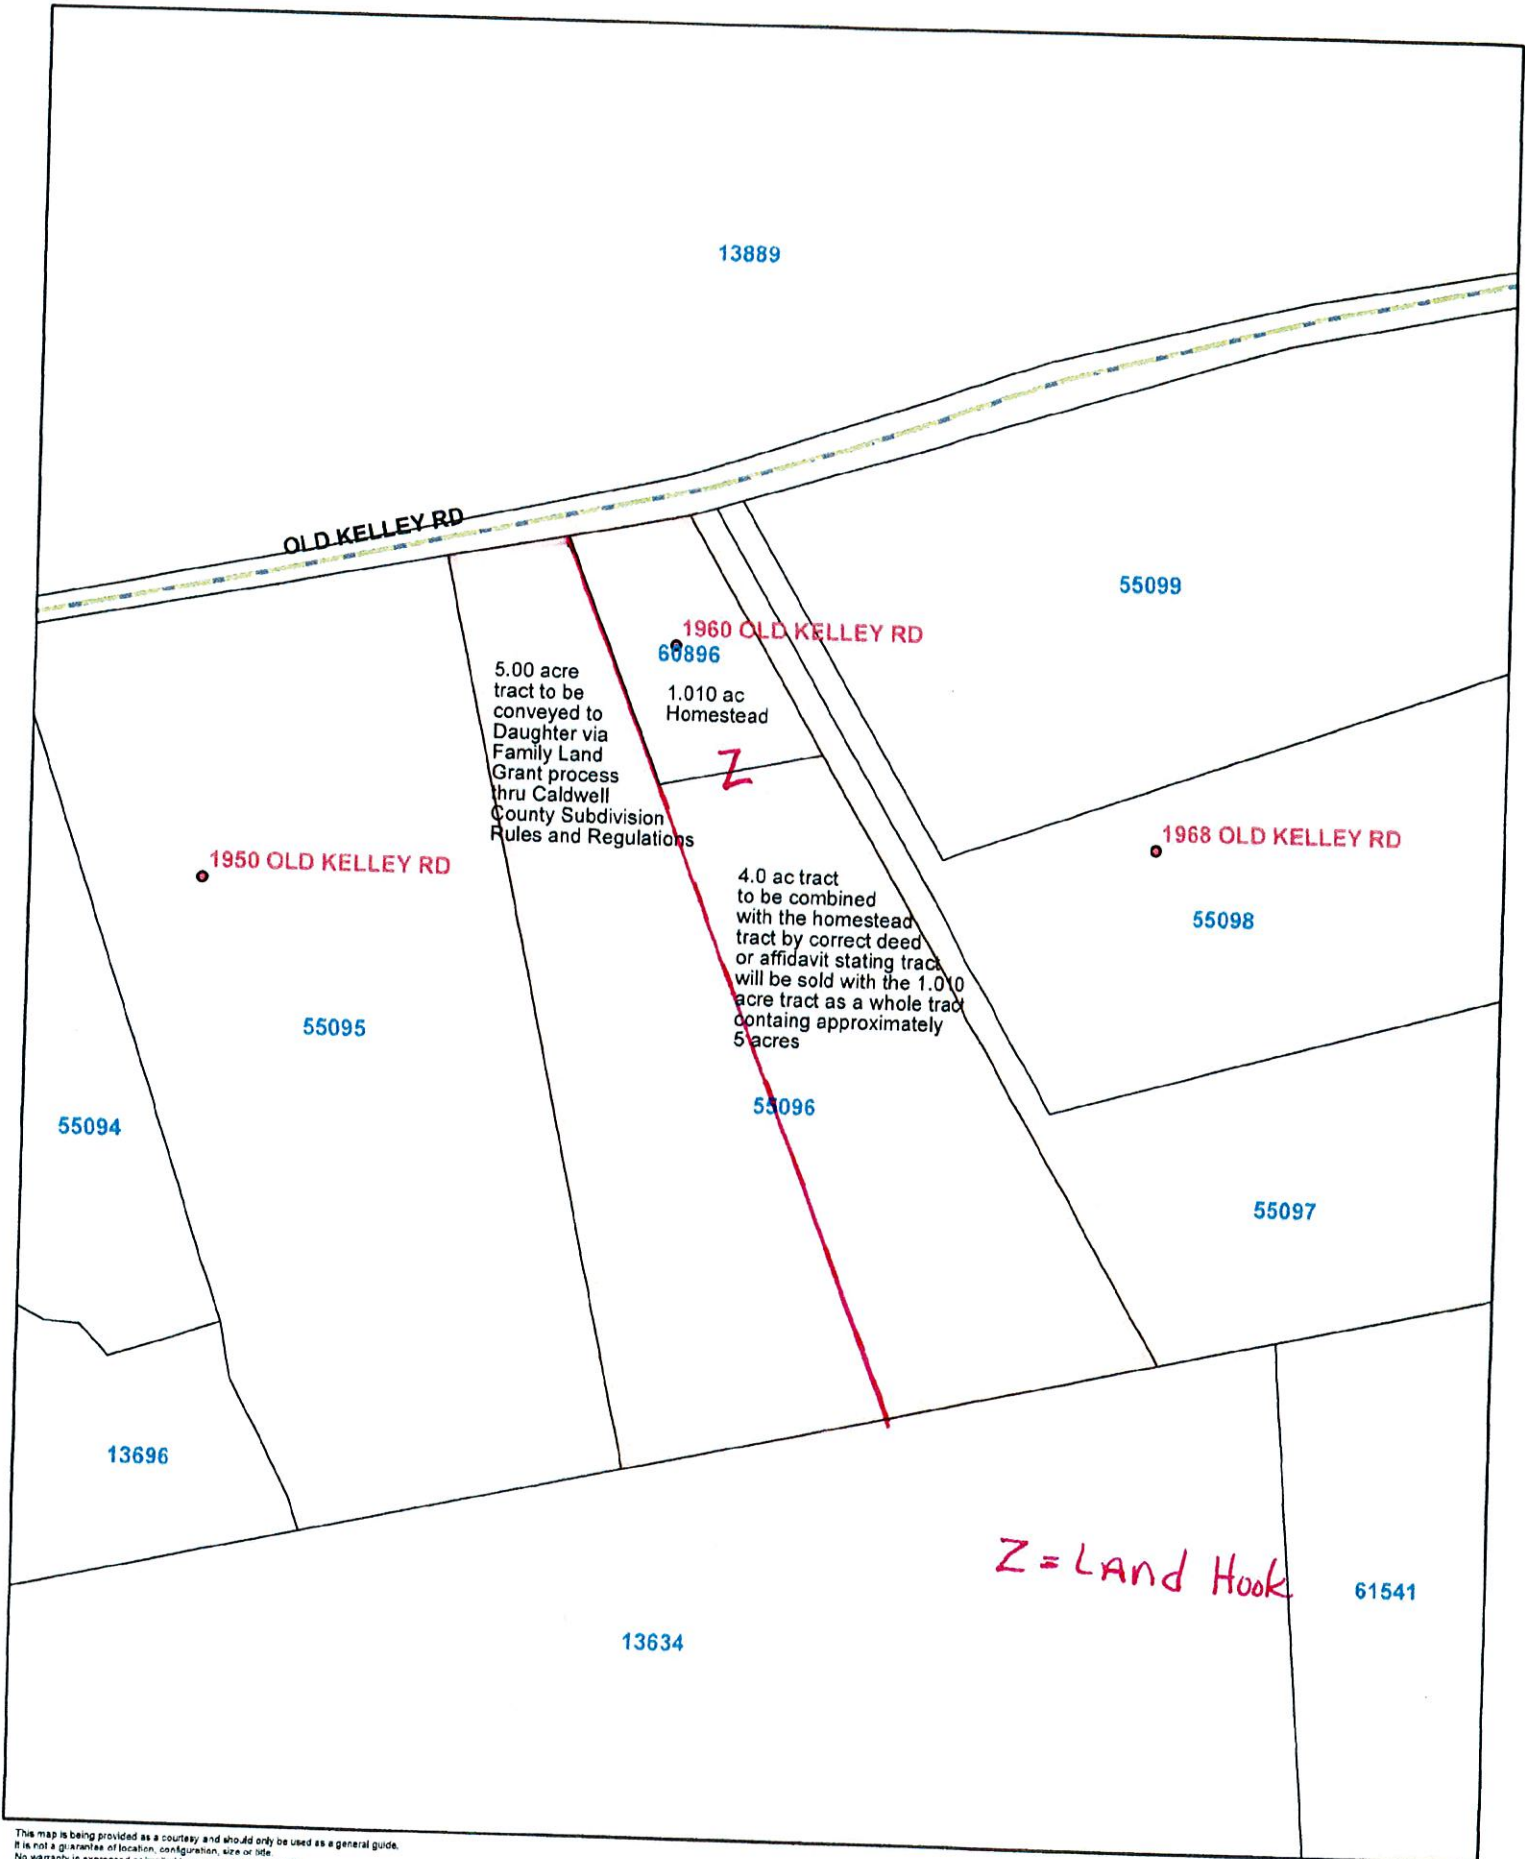 13889
OLD KELLEY RD
55099
1960 OLD KELLEY RD
60896
1.010 ac
Homestead
Z
5.00 acre
tract to be
conveyed to
Daughter via
Family Land
Grant process
thru Caldwell
County Subdivision
Rules and Regulations
1968 OLD KELLEY RD
55098
1950 OLD KELLEY RD
4.0 ac tract
to be combined
with the homestead
tract by correct deed
or affidavit stating tract
will be sold with the 1.010
acre tract as a whole tract
containg approximately
5 acres
55095
55096
55094
55097
13696
Z = LAnd Hook
61541
13634
This map is being provided as a courtesy and should only be used as a general guide.
It is not a guarantee of location, configuration, size or title.
No warranty is